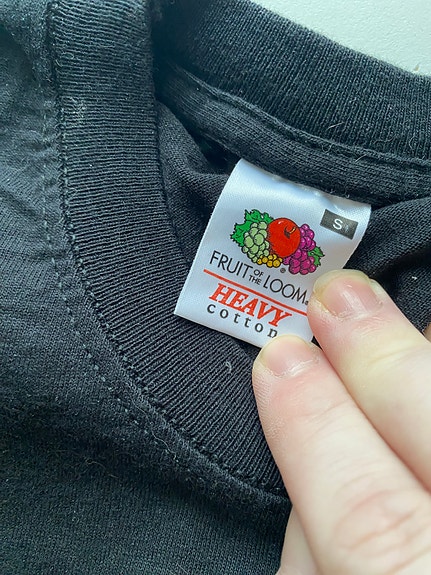 S
FRUIT OF THE LOOM®
HEAVY
cotton